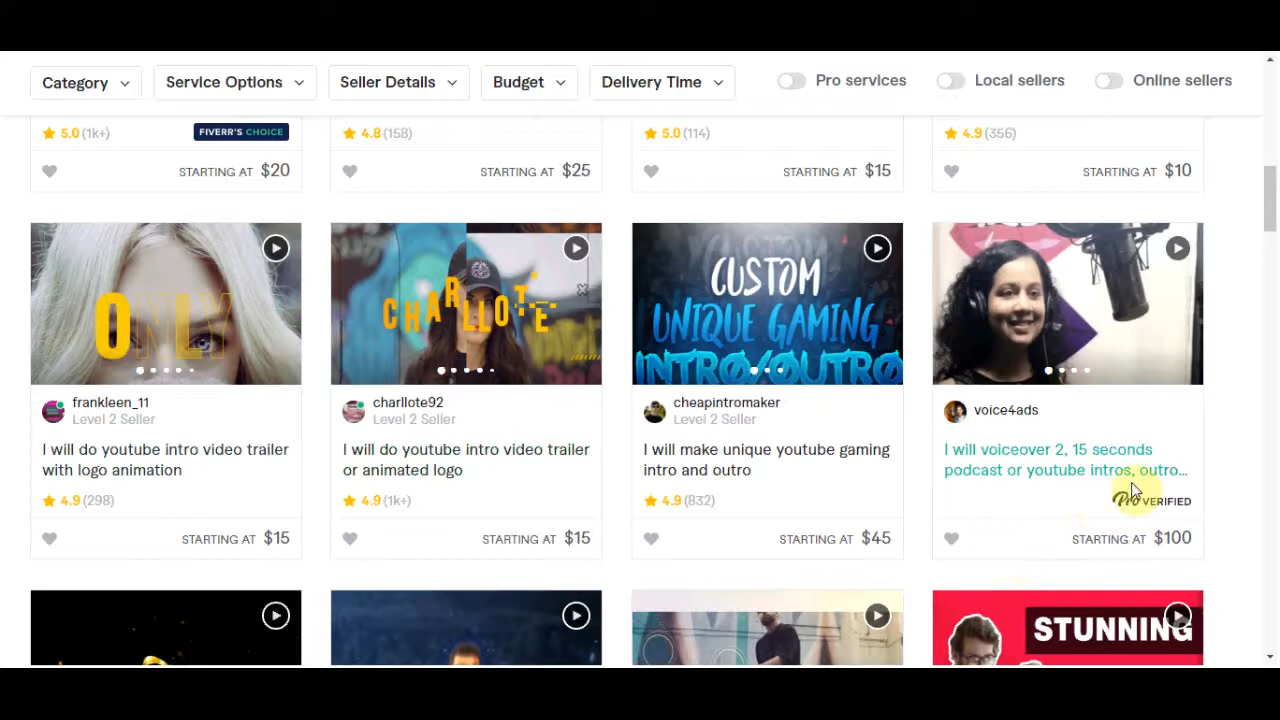 Category
Service Options
Seller Details
Budget
Delivery Time
Pro services
Local sellers
Online sellers
5.0 (1k+)
FIVERR'S CHOICE
4.8 (158)
5.0 (114)
4.9 (356)
STARTING AT $20
STARTING AT $25
STARTING AT $15
STARTING AT $10
ONLY
CHARLLOTE
CUSTOM
UNIQUE GAMING
INTRO/OUTRO
frankleen_11
Level 2 Seller
charllote92
Level 2 Seller
cheapintromaker
Level 2 Seller
voice4ads
I will do youtube intro video trailer
with logo animation
I will do youtube intro video trailer
or animated logo
I will make unique youtube gaming
intro and outro
I will voiceover 2, 15 seconds
podcast or youtube intros, outro...
4.9 (298)
4.9 (1k+)
4.9 (832)
Pro VERIFIED
STARTING AT $15
STARTING AT $15
STARTING AT $45
STARTING AT $100
STUNNING